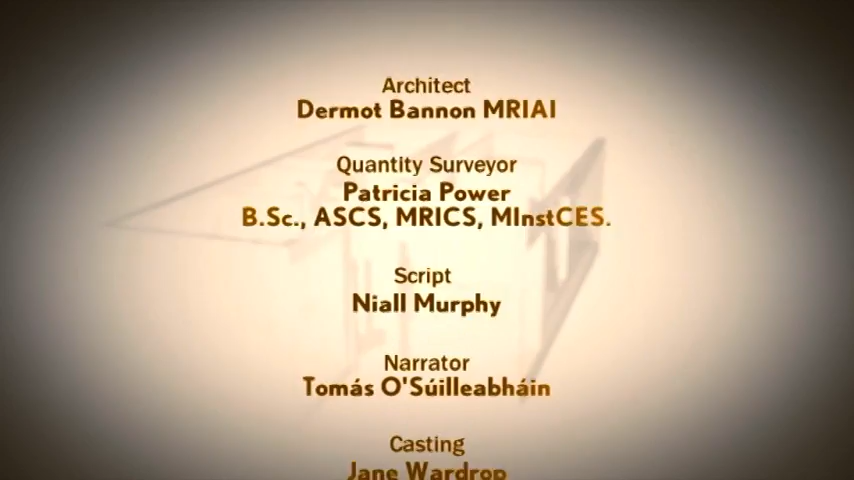 Architect
Dermot Bannon MRIAI
Quantity Surveyor
Patricia Power
B.Sc., ASCS, MRICS, MInstCES.
Script
Niall Murphy
Narrator
Tomás O'Súilleabháin
Casting
Jane Wardrop